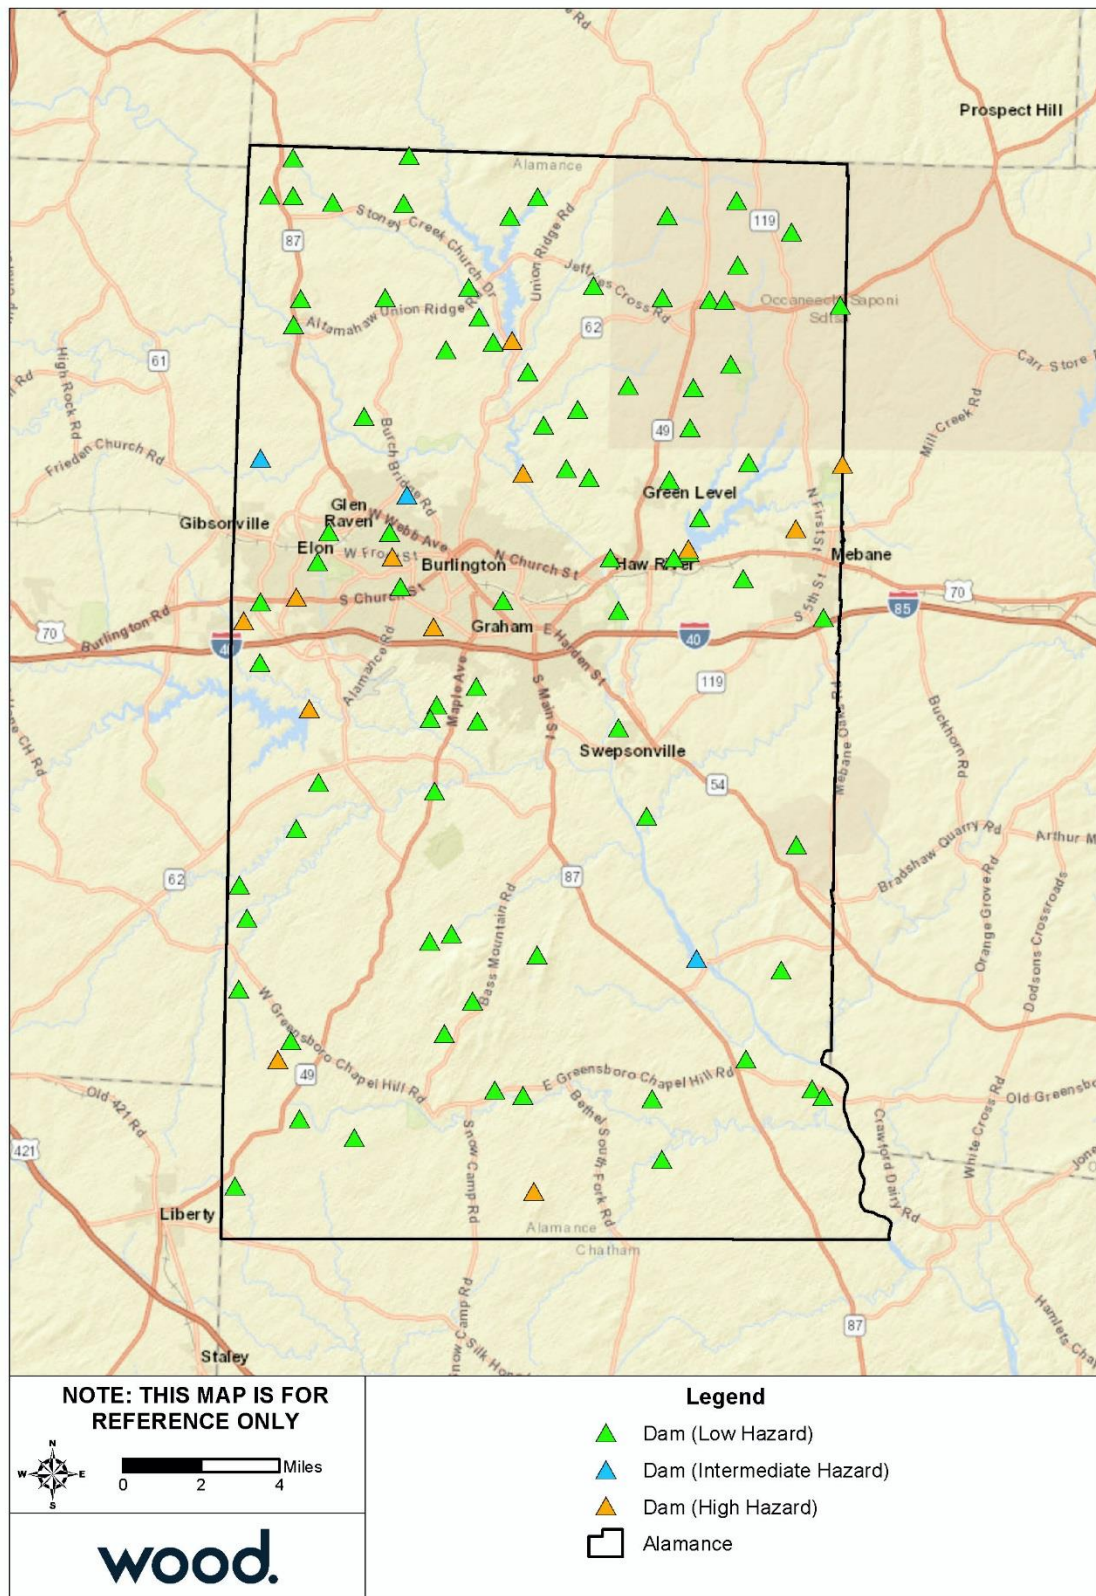 Prospect Hill
Alamance
119
Stoney Creek Church Dr
Union Ridge Rd
87
Jeffries Cross Rd
Occaneechi Saponi
Sdtsa
Altamahaw Union Ridge Rd
62
61
Carr Store
High Rock Rd
Mill Creek Rd
49
Burch Bridge Rd
Frieden Church Rd
Green Level
Glen
Raven
N First St
Gibsonville
W Webb Ave
Elon
W Front St
N Church St
Mebane
Burlington
Haw River
S 5th St
70
S Church St
85
Graham
Burlington Rd
70
E Harden St
40
40
Alamance Rd
119
Maple Ave
S Main St
Mebane Oaks Rd
Buckhorn Rd
Swepsonville
54
Bradshaw Quarry Rd
Arthur M
62
87
Orange Grove Rd
Dodsons Crossroads
Bass Mountain Rd
W Greensboro Chapel Hill Rd
49
E Greensboro Chapel Hill Rd
Old 421 Rd
Old Greensbo
White Cross Rd
421
Snow Camp Rd
Bethel South Fork Rd
Crawford Dairy Rd
Jone
Liberty
Alamance
Chatham
87
Snow Camp Rd
Staley
NOTE: THIS MAP IS FOR
REFERENCE ONLY
N
W E
S
Miles
0 2 4
wood.
Legend
Dam (Low Hazard)
Dam (Intermediate Hazard)
Dam (High Hazard)
Alamance